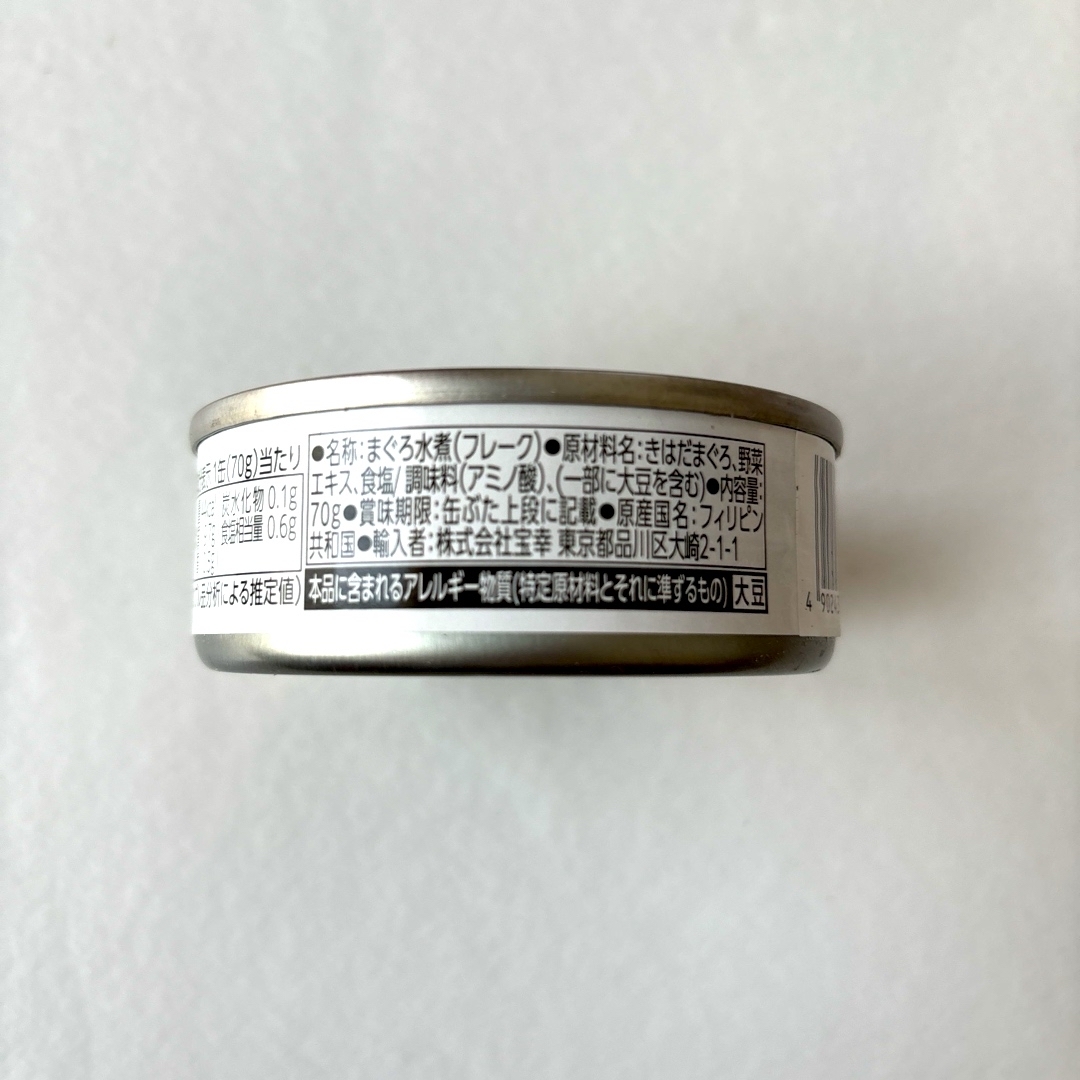 1缶(70g)当たり
炭水化物 0.1g
食塩相当量 0.6g
分析による推定値)
●名称:まぐろ水煮(フレーク)●原材料名:きはだまぐろ、野菜
エキス、食塩/調味料(アミノ酸)、(一部に大豆を含む)●内容量:
70g●賞味期限:缶ぶた上段に記載●原産国名:フィリピン
共和国●輸入者:株式会社宝幸 東京都品川区大崎2-1-1
本品に含まれるアレルギー物質(特定原材料とそれに準ずるもの) 大豆
4 9024